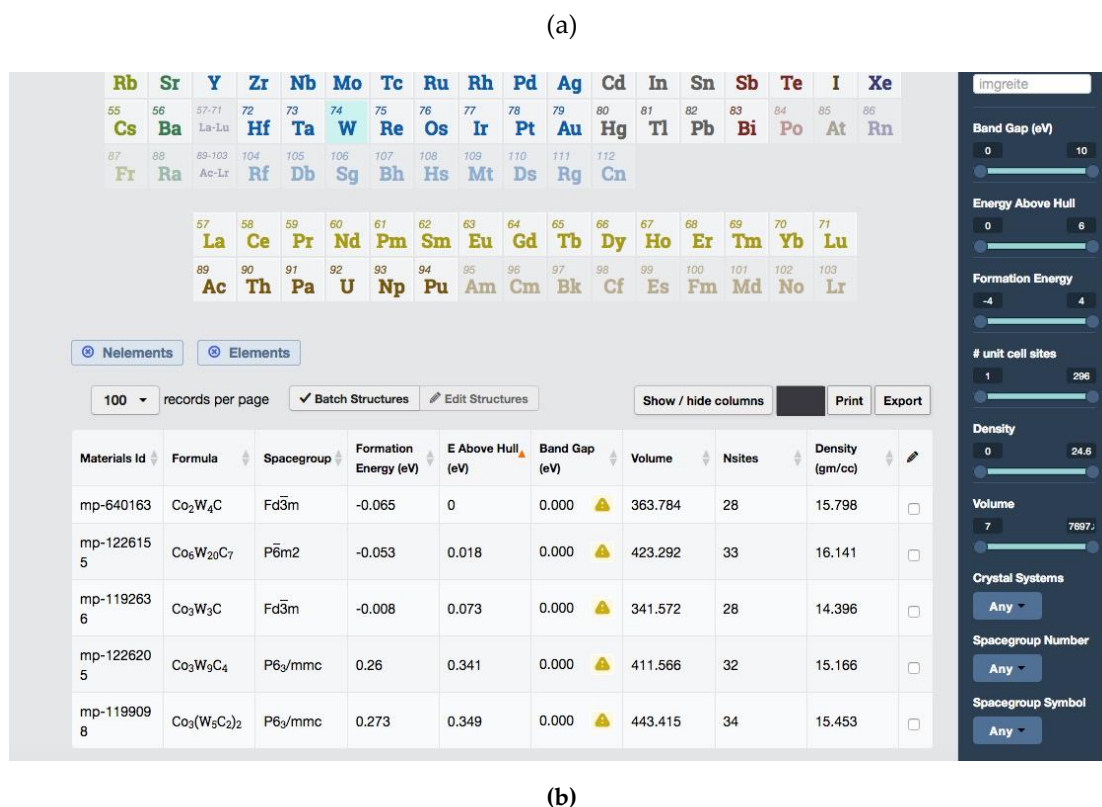 (a)
Rb Sr Y Zr Nb Mo Tc Ru Rh Pd Ag Cd In Sn Sb Te I Xe
55 56 57-71 72 73 74 75 76 77 78 79 80 81 82 83 84 85 86
Cs Ba La-Lu Hf Ta W Re Os Ir Pt Au Hg Tl Pb Bi Po At Rn
87 88 89-103 104 105 106 107 108 109 110 111 112
Fr Ra Ac-Lr Rf Db Sg Bh Hs Mt Ds Rg Cn
57 58 59 60 61 62 63 64 65 66 67 68 69 70 71
La Ce Pr Nd Pm Sm Eu Gd Tb Dy Ho Er Tm Yb Lu
89 90 91 92 93 94 95 96 97 98 99 100 101 102 103
Ac Th Pa U Np Pu Am Cm Bk Cf Es Fm Md No Lr
Nelements Elements
100 records per page Batch Structures Edit Structures Show / hide columns Print Export
Materials Id Formula Spacegroup Formation Energy (eV) E Above Hull (eV) Band Gap (eV) Volume Nsites Density (gm/cc)
mp-640163 Co₂W₄C Fd3̅m -0.065 0 0.000 363.784 28 15.798
mp-1226155 Co₆W₂₀C₇ P6̅m2 -0.053 0.018 0.000 423.292 33 16.141
mp-1192636 Co₃W₃C Fd3̅m -0.008 0.073 0.000 341.572 28 14.396
mp-1226205 Co₃W₉C₄ P6₃/mmc 0.26 0.341 0.000 411.566 32 15.166
mp-1199098 Co₃(W₅C₂)₂ P6₃/mmc 0.273 0.349 0.000 443.415 34 15.453
imgreite
Band Gap (eV)
0 10
Energy Above Hull
0 6
Formation Energy
-4 4
# unit cell sites
1 296
Density
0 24.6
Volume
7 7697.
Crystal Systems
Any
Spacegroup Number
Any
Spacegroup Symbol
Any
(b)